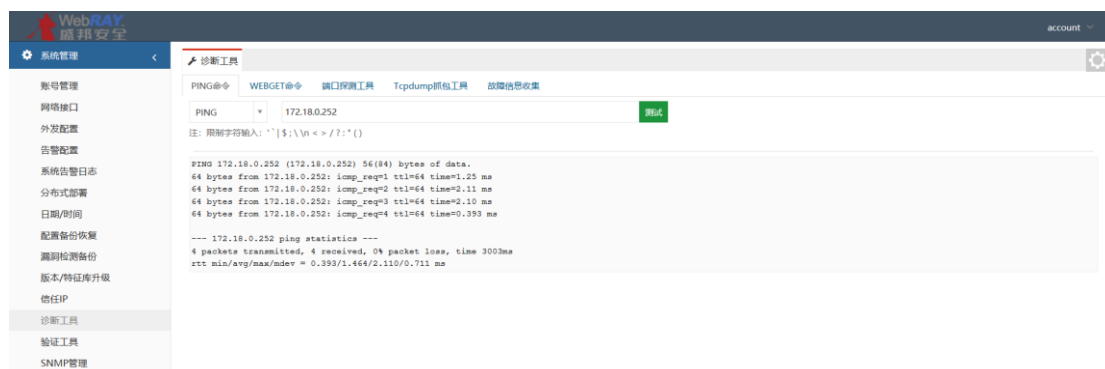 WebRAY.
盛邦安全
account
系统管理
账号管理
网络接口
外发配置
告警配置
系统告警日志
分布式部署
日期/时间
配置备份恢复
漏洞检测备份
版本/特征库升级
信任IP
诊断工具
验证工具
SNMP管理
诊断工具
PING命令 WEBGET命令 端口探测工具 Tcpdump抓包工具 故障信息收集
PING 172.18.0.252 测试
注: 限制字符输入: '`|$;\\n<>/?:"()
PING 172.18.0.252 (172.18.0.252) 56(84) bytes of data.
64 bytes from 172.18.0.252: icmp_req=1 ttl=64 time=1.25 ms
64 bytes from 172.18.0.252: icmp_req=2 ttl=64 time=2.11 ms
64 bytes from 172.18.0.252: icmp_req=3 ttl=64 time=2.10 ms
64 bytes from 172.18.0.252: icmp_req=4 ttl=64 time=0.393 ms
--- 172.18.0.252 ping statistics ---
4 packets transmitted, 4 received, 0% packet loss, time 3003ms
rtt min/avg/max/mdev = 0.393/1.464/2.110/0.711 ms